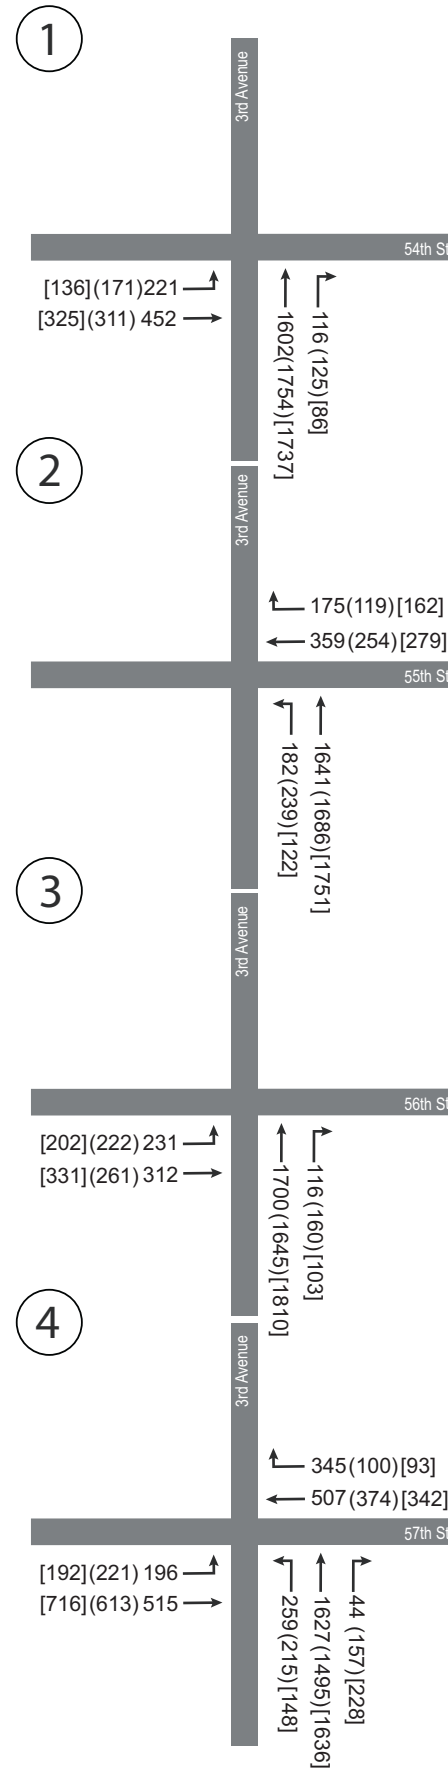 1
3rd Avenue
54th St
[136](171)221
[325](311) 452
1602(1754)[1737]
116 (125)[86]
2
3rd Avenue
175(119)[162]
359(254)[279]
55th St
182(239)[122]
1641(1686)[1751]
3
3rd Avenue
56th St
[202](222) 231
[331](261) 312
1700(1645)[1810]
116(160)[103]
4
3rd Avenue
345(100)[93]
507(374)[342]
57th St
[192](221) 196
[716](613) 515
259(215)[148]
1627(1495)[1636]
44 (157)[228]